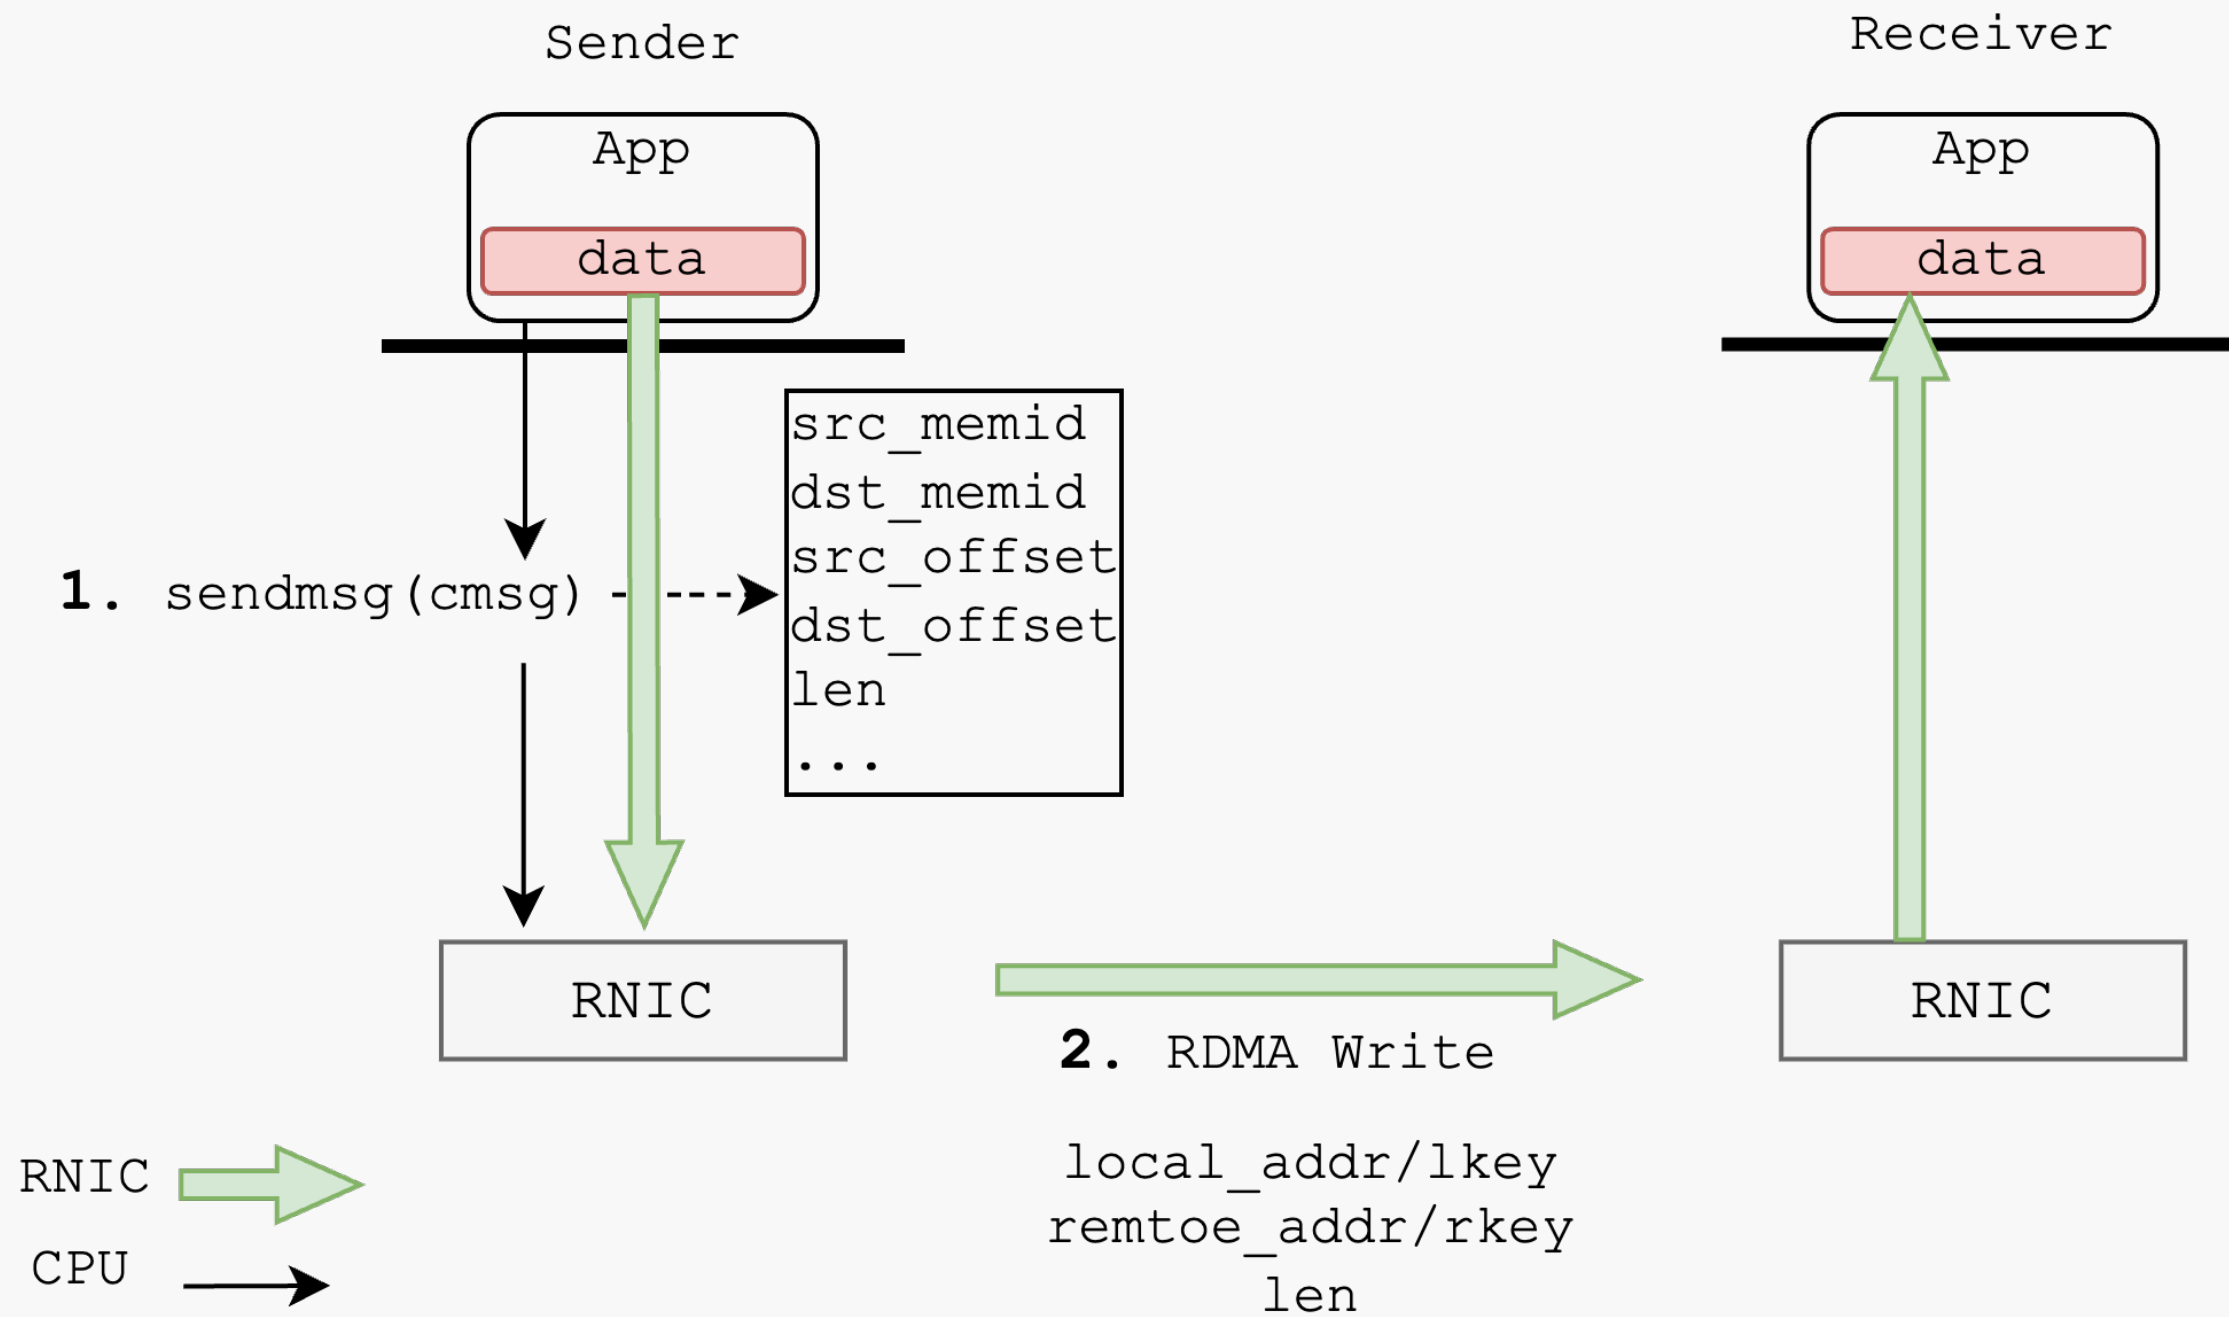 Sender
Receiver
App
App
data
data
src_memid
dst_memid
src_offset
1. sendmsg(cmsg)
dst_offset
len
...
RNIC
RNIC
2. RDMA Write
RNIC
local_addr/lkey
remtoe_addr/rkey
CPU
len